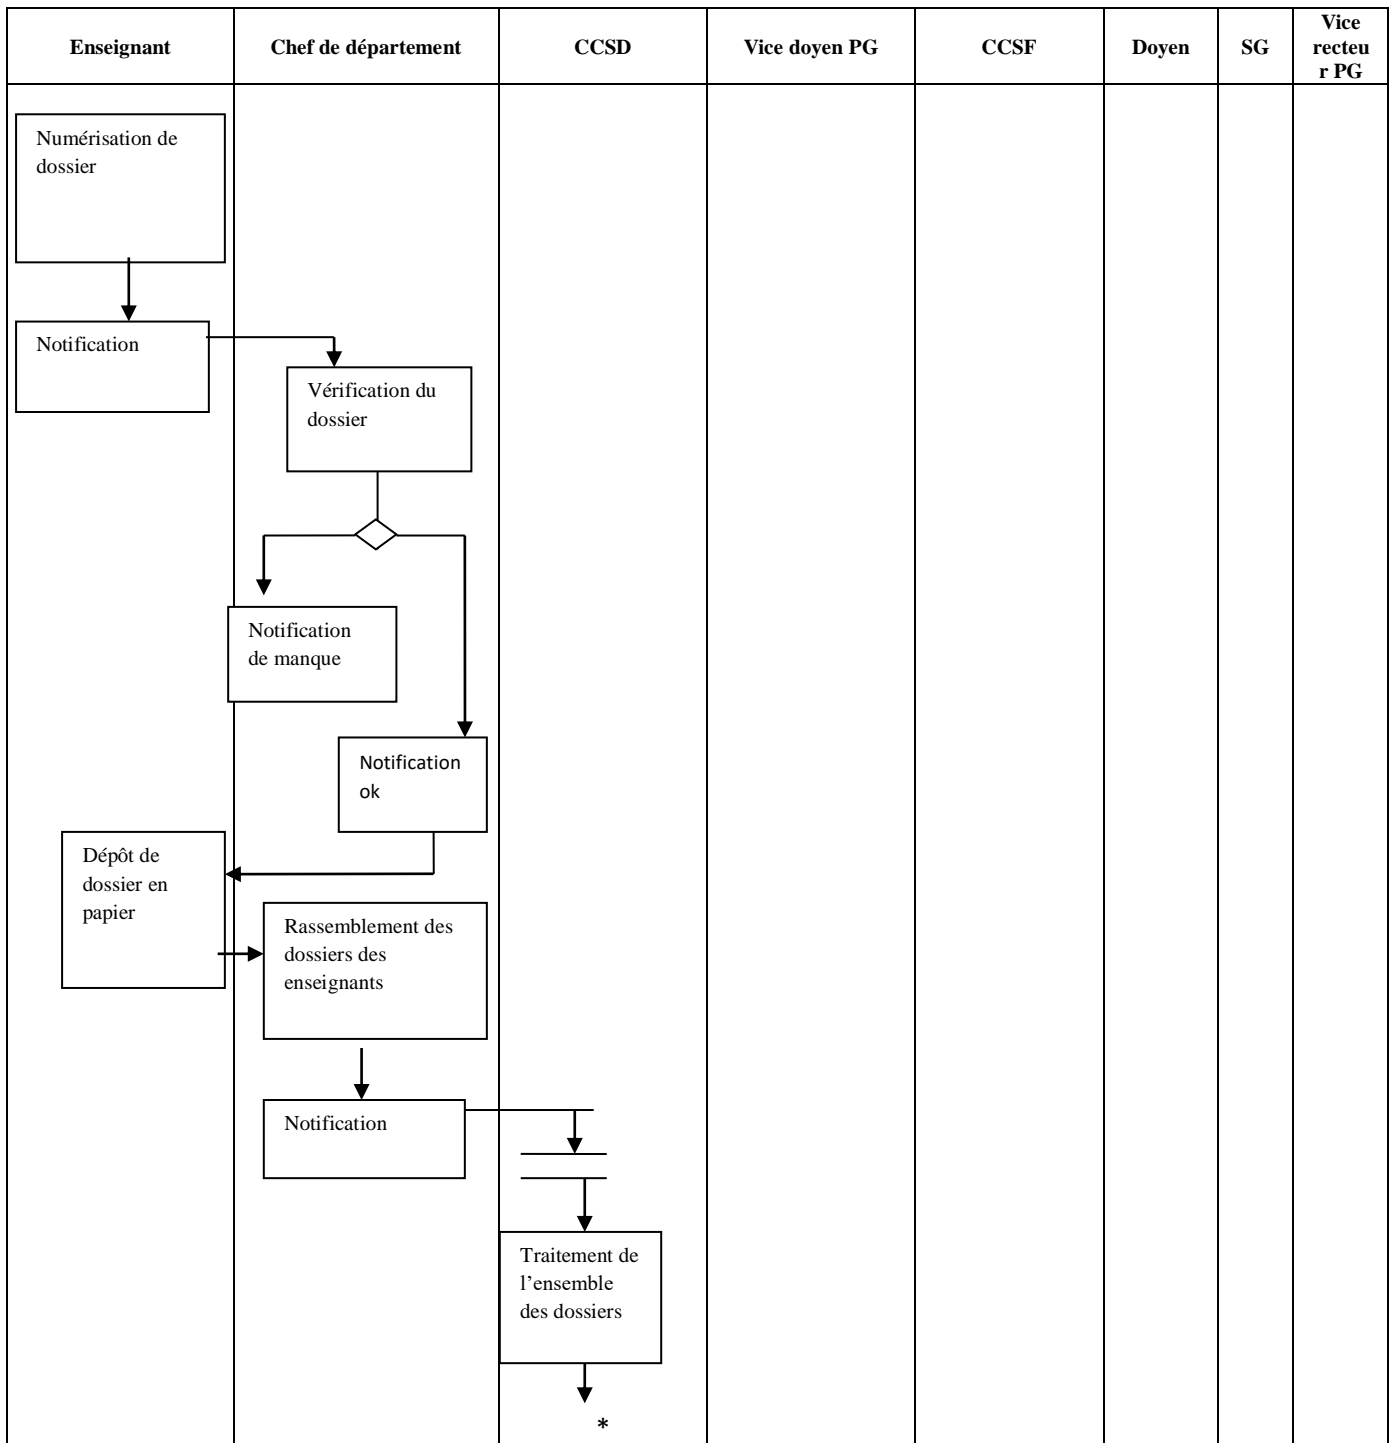 Enseignant
Chef de département
CCSD
Vice doyen PG
CCSF
Doyen
SG
Vice
recteu
r PG
Numérisation de
dossier
Notification
Vérification du
dossier
Notification
de manque
Notification
ok
Dépôt de
dossier en
papier
Rassemblement des
dossiers des
enseignants
Notification
Traitement de
l’ensemble
des dossiers
*